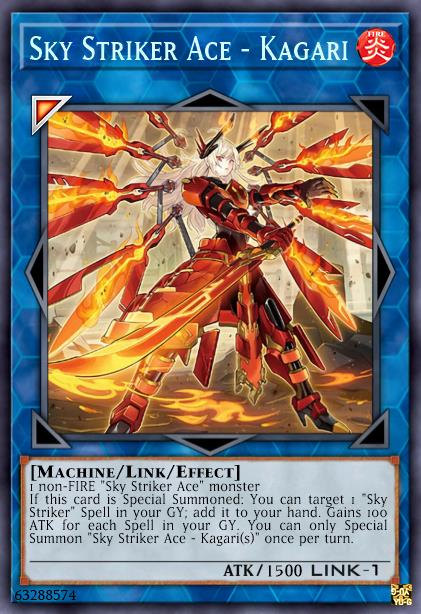 Sky Striker Ace - Kagari
FIRE
炎
[Machine/Link/Effect]
1 non-FIRE "Sky Striker Ace" monster
If this card is Special Summoned: You can target 1 "Sky
Striker" Spell in your GY; add it to your hand. Gains 100
ATK for each Spell in your GY. You can only Special
Summon "Sky Striker Ace - Kagari(s)" once per turn.
ATK/1500 LINK-1
63288574